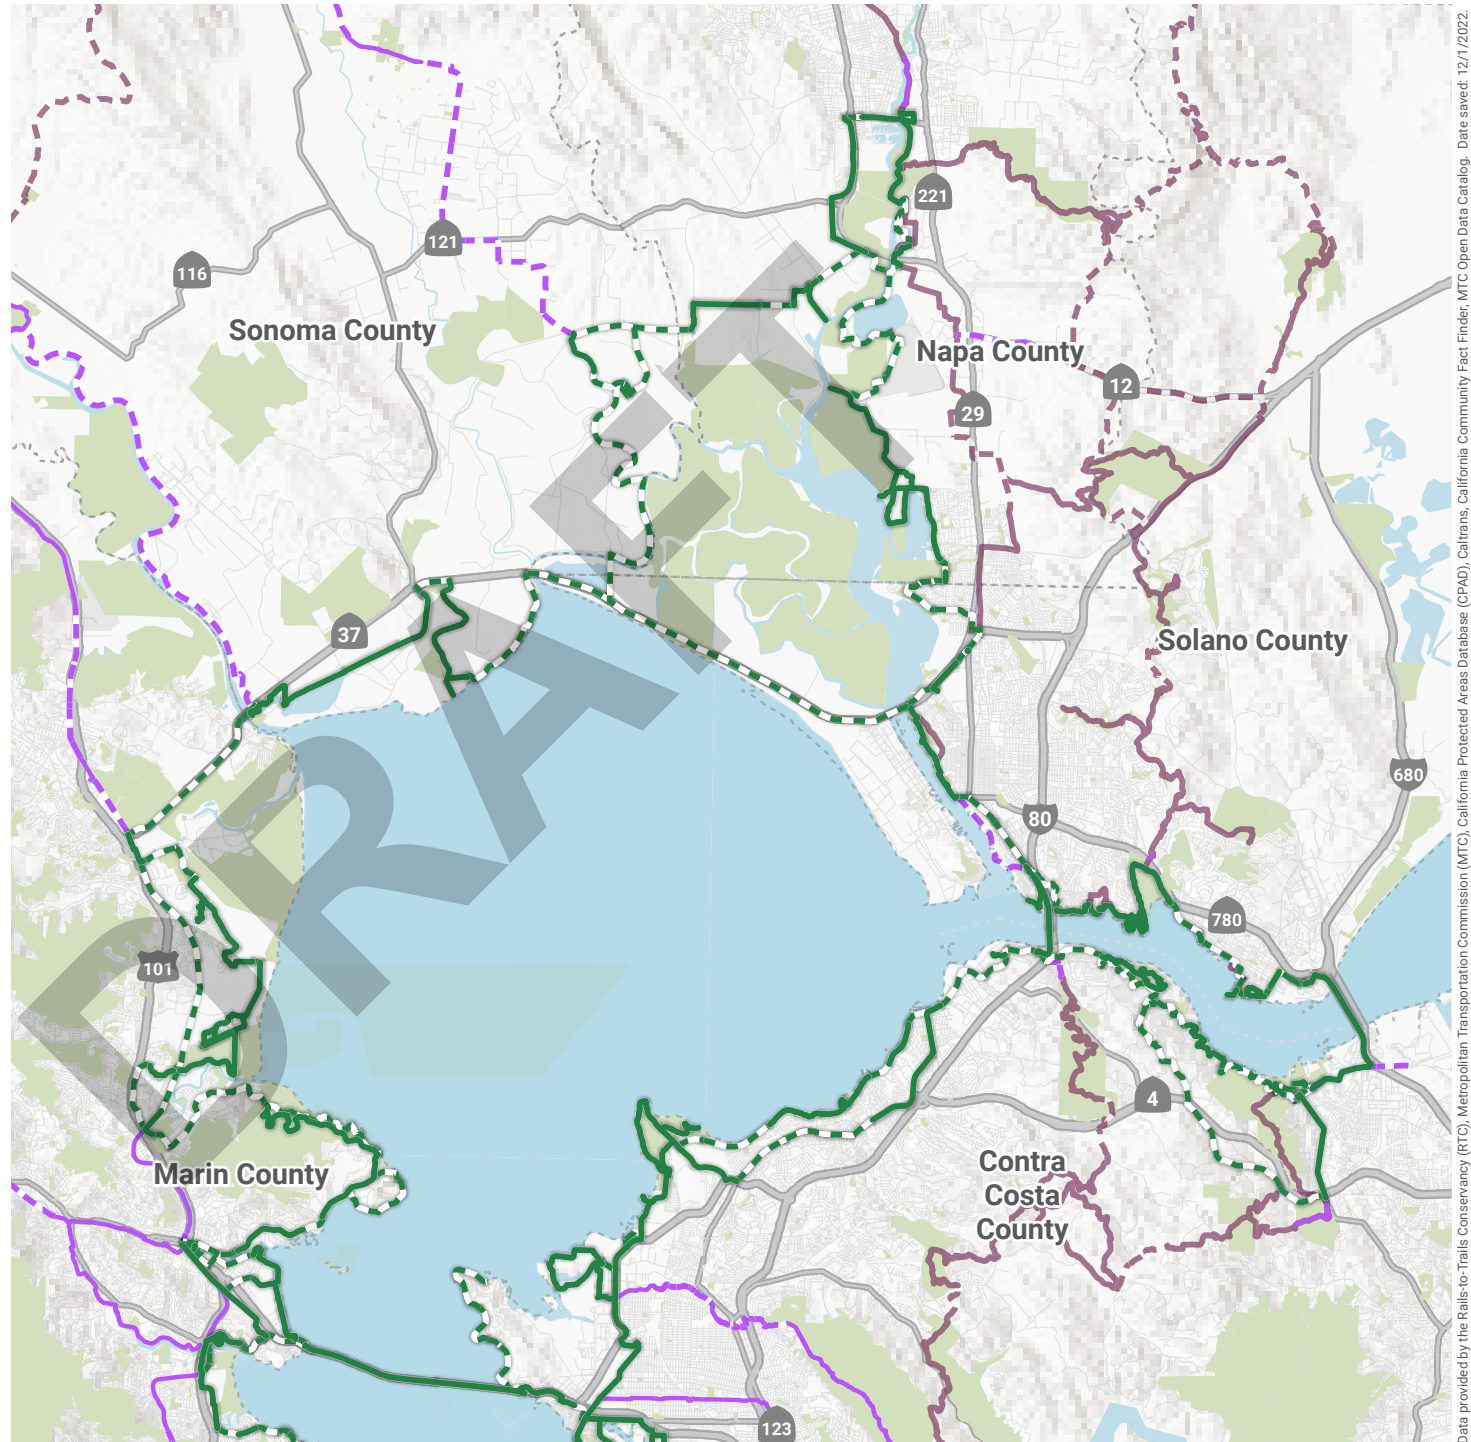 221
121
116
Sonoma County
Napa County
12
29
37
Solano County
680
80
780
101
4
Marin County
Contra
Costa
County
123
DRAFT
Data provided by the Rails-to-Trails Conservancy (RTC), Metropolitan Transportation Commission (MTC), California Protected Areas Database (CPAD), Caltrans, California Community Fact Finder, MTC Open Data Catalog. Date saved: 12/1/2022.